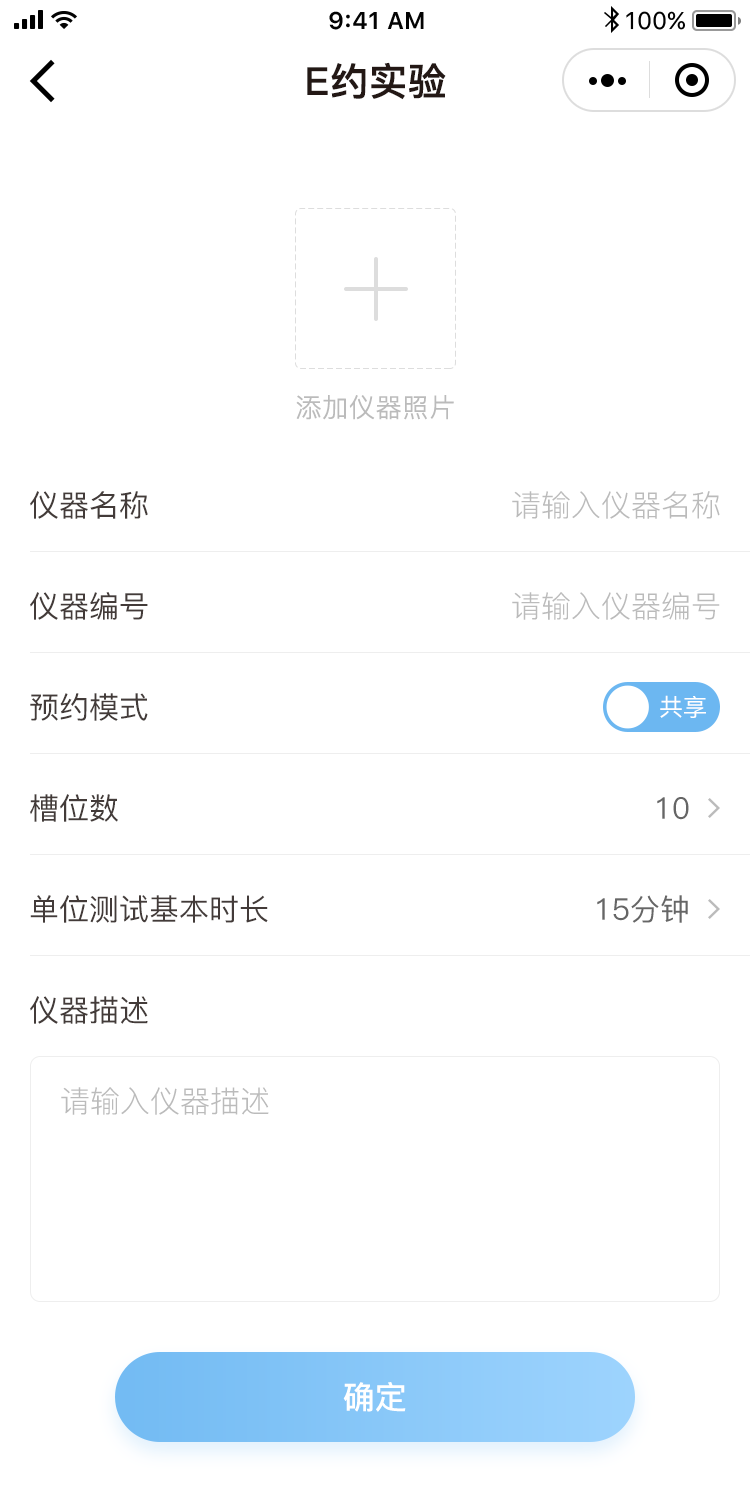 9:41 AM
100%
E约实验
添加仪器照片
仪器名称 请输入仪器名称
仪器编号 请输入仪器编号
预约模式 共享
槽位数 10
单位测试基本时长 15分钟
仪器描述
请输入仪器描述
确定